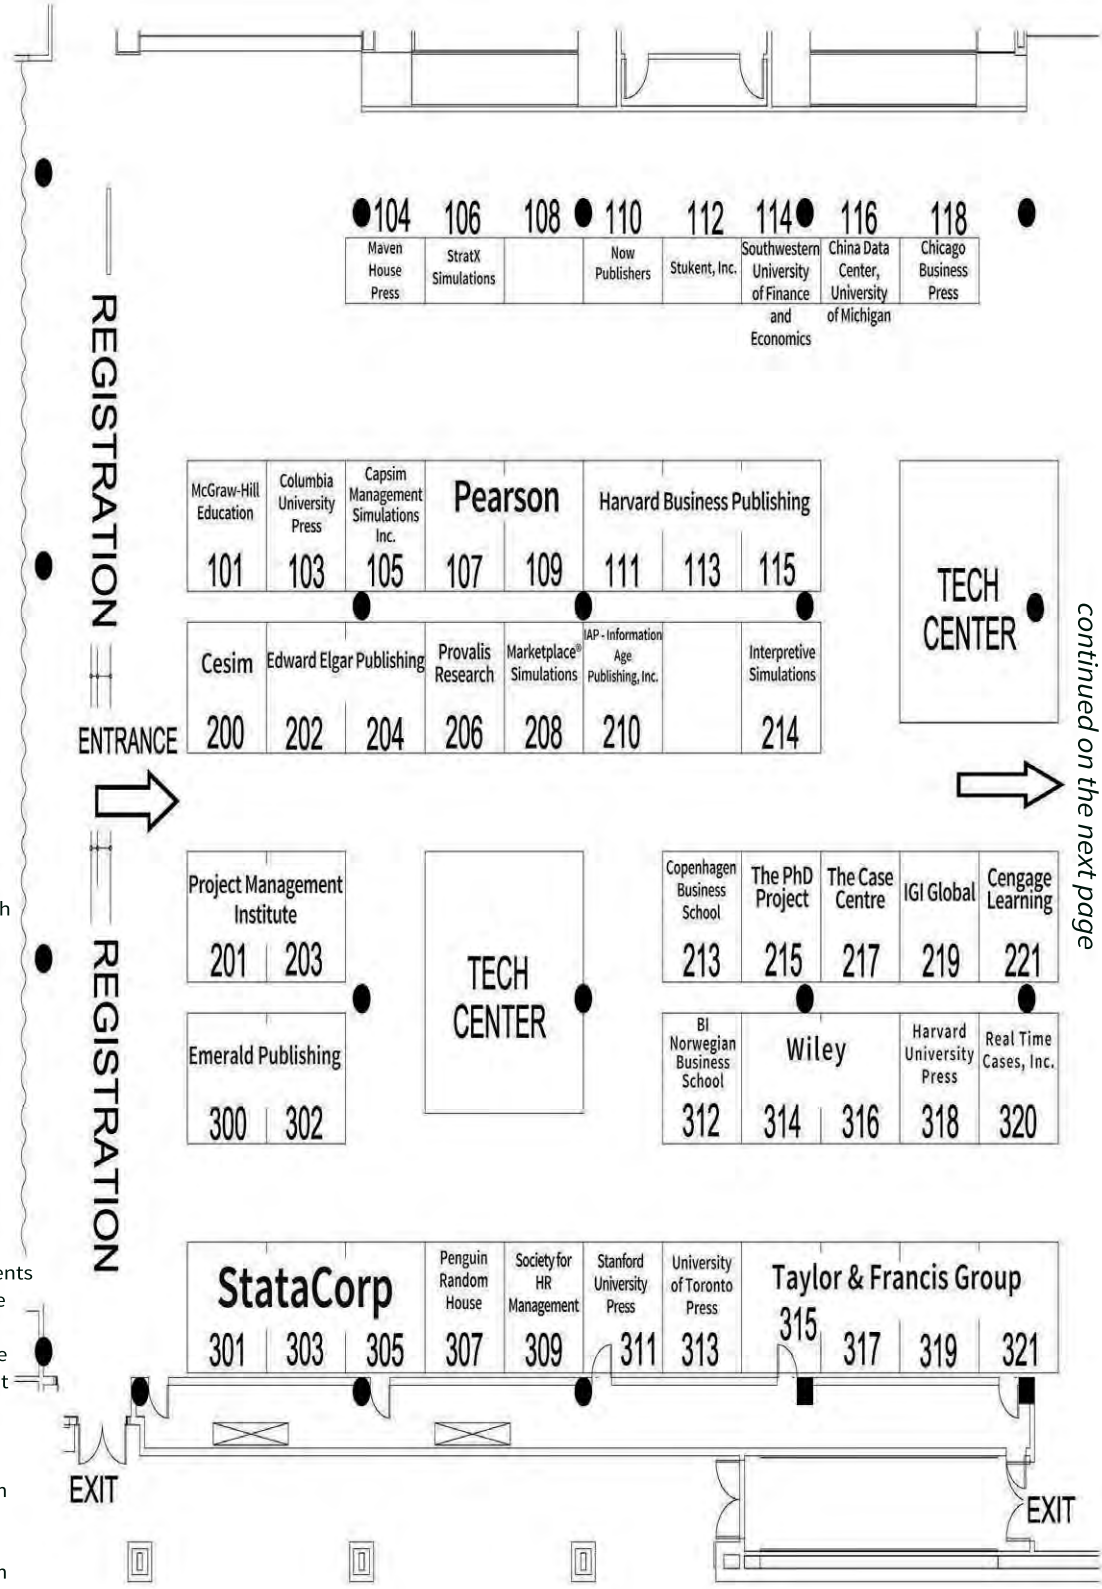 104
106
108
110
112
114
116
118
Maven
House
Press
StratX
Simulations
Now
Publishers
Stukent, Inc.
Southwestern
University
of Finance
and
Economics
China Data
Center,
University
of Michigan
Chicago
Business
Press
REGISTRATION
McGraw-Hill
Education
101
Columbia
University
Press
103
Capsim
Management
Simulations
Inc.
105
Pearson
107
109
Harvard Business Publishing
111
113
115
TECH
CENTER
Cesim
200
Edward Elgar Publishing
202
204
Provalis
Research
206
Marketplace®
Simulations
208
IAP - Information
Age
Publishing, Inc.
210
Interpretive
Simulations
214
ENTRANCE
continued on the next page
Project Management
Institute
201
203
TECH
CENTER
Copenhagen
Business
School
213
The PhD
Project
215
The Case
Centre
217
IGI Global
219
Cengage
Learning
221
h
REGISTRATION
Emerald Publishing
300
302
BI
Norwegian
Business
School
312
Wiley
314
316
Harvard
University
Press
318
Real Time
Cases, Inc.
320
ents
e
e
t
StataCorp
301
303
305
Penguin
Random
House
307
Society for
HR
Management
309
Stanford
University
Press
311
University
of Toronto
Press
313
Taylor & Francis Group
315
317
319
321
EXIT
EXIT
n
n